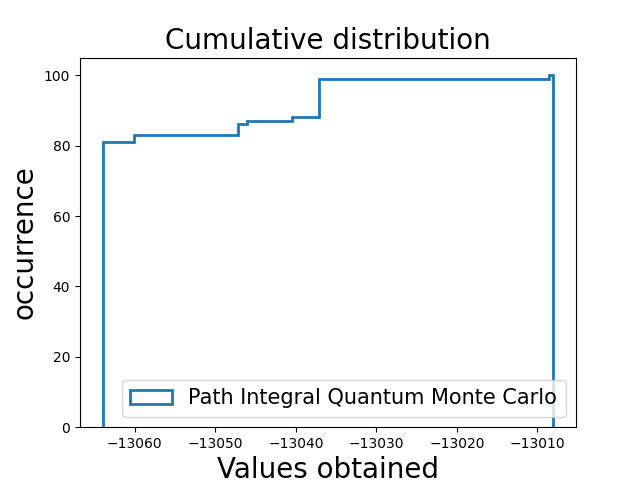 Cumulative distribution
100
80
60
40
20
0
occurrence
Path Integral Quantum Monte Carlo
−13060 −13050 −13040 −13030 −13020 −13010
Values obtained